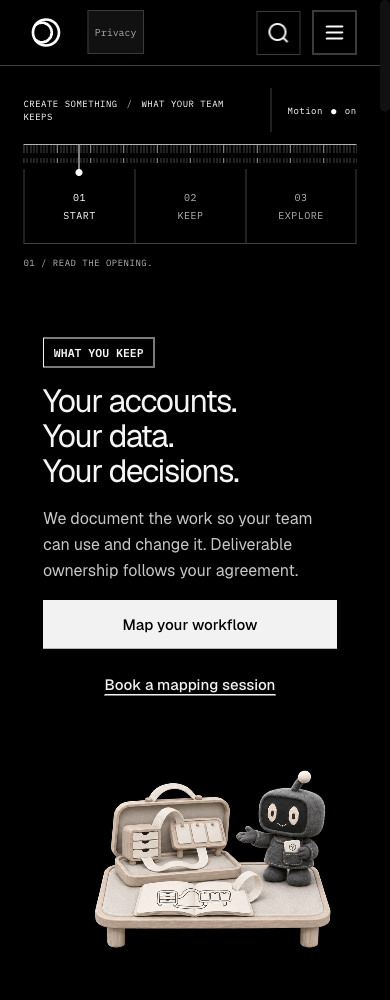 Privacy
CREATE SOMETHING / WHAT YOUR TEAM
KEEPS
Motion ● on
01
START
02
KEEP
03
EXPLORE
01 / READ THE OPENING.
WHAT YOU KEEP
Your accounts.
Your data.
Your decisions.
We document the work so your team
can use and change it. Deliverable
ownership follows your agreement.
Map your workflow
Book a mapping session